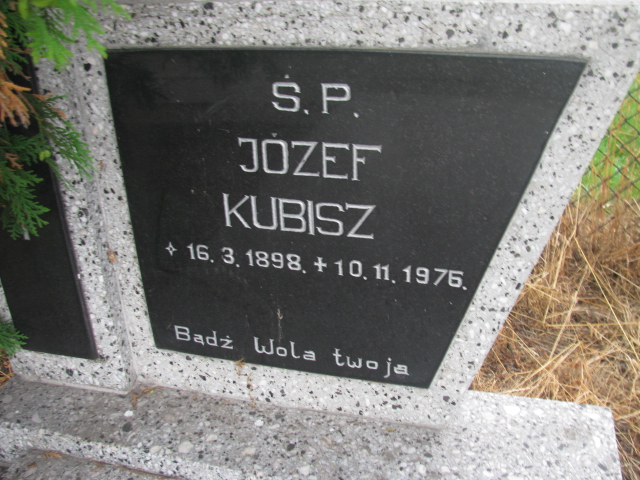 Ś.P.
JÓZEF
KUBISZ
✧ 16.3.1898. + 10.11.1976.
Bądź Wola twoja